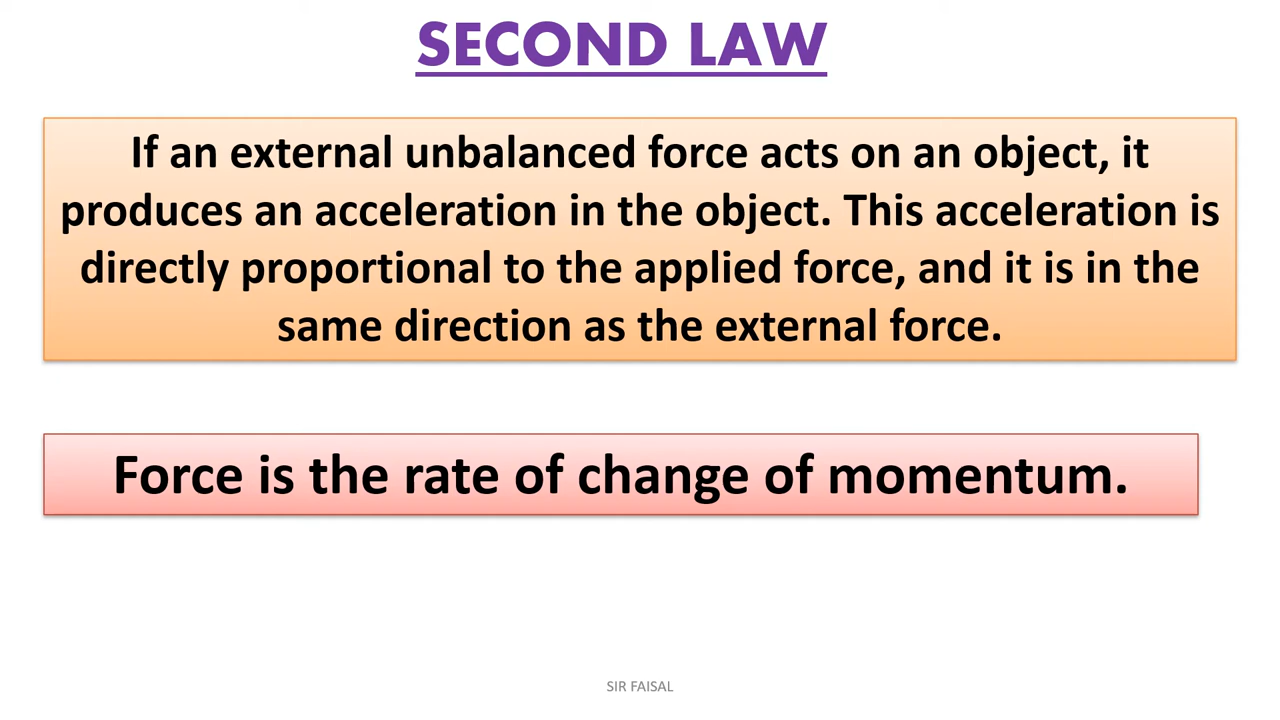 SECOND LAW
If an external unbalanced force acts on an object, it
produces an acceleration in the object. This acceleration is
directly proportional to the applied force, and it is in the
same direction as the external force.
Force is the rate of change of momentum.
SIR FAISAL